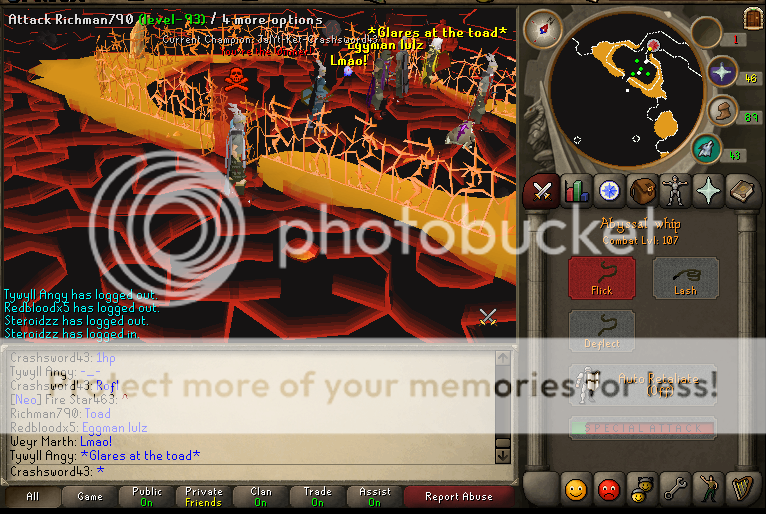 Attack Richman790 (level-93) / 4 more options
*Glares at the toad*
Eggman lulz
Lmao!
1
46
89
43
Abyssal whip
Combat Lvl: 107
Flick
Lash
Deflect
Auto Retaliate
(Off)
SPECIAL ATTACK
Tywyll Angy has logged out.
Redbloodx5 has logged out.
Steroidzz has logged out.
Steroidzz has logged in.
photobucket
Protect more of your memories for less!
Crashsword43: 1hp
Tywyll Angy: -_-
Crashsword43: Rofl
[Neo] Fire Star463: ^
Richman790: Toad
Redbloodx5: Eggman lulz
Weyr Marth: Lmao!
Tywyll Angy: *Glares at the toad*
Crashsword43: *
All
Game
Public
On
Private
Friends
Clan
On
Trade
On
Assist
On
Report Abuse